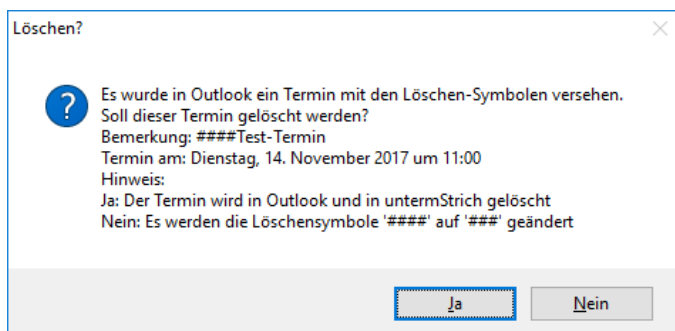 Löschen?
Es wurde in Outlook ein Termin mit den Löschen-Symbolen versehen.
Soll dieser Termin gelöscht werden?
Bemerkung: ####Test-Termin
Termin am: Dienstag, 14. November 2017 um 11:00
Hinweis:
Ja: Der Termin wird in Outlook und in untermStrich gelöscht
Nein: Es werden die Löschensymbole '####' auf '###' geändert
Ja
Nein